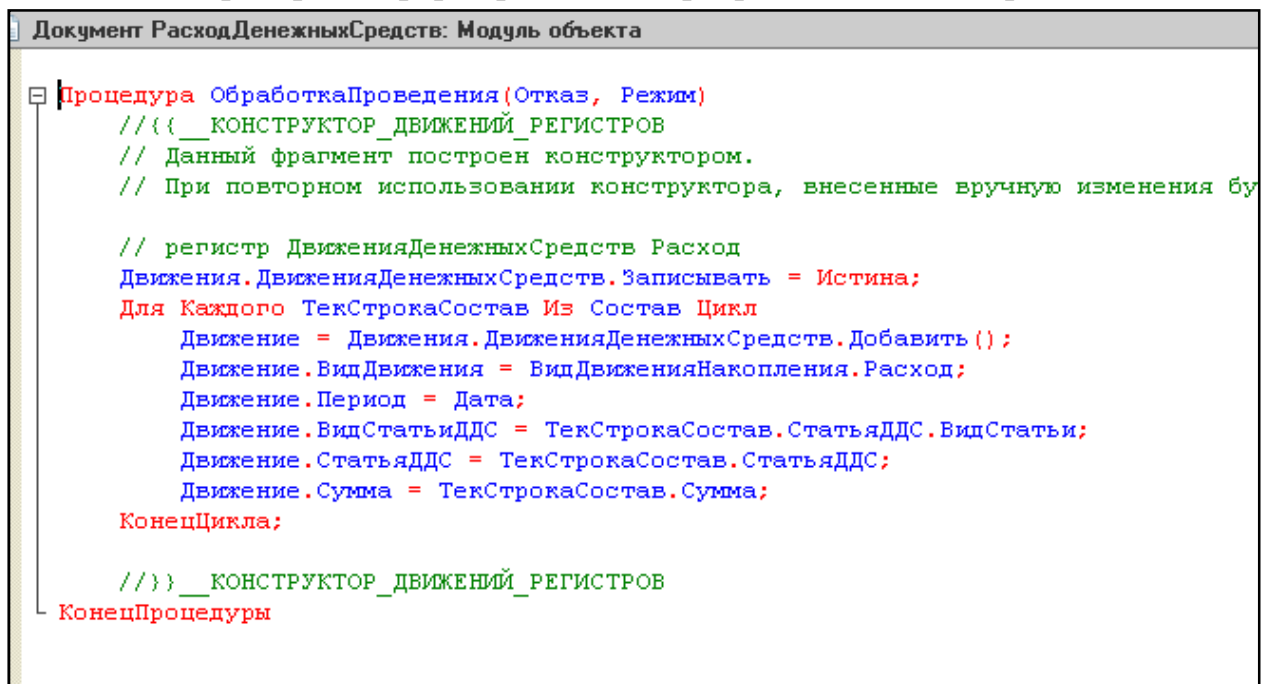 Документ РасходДенежныхСредств: Модуль объекта
Процедура ОбработкаПроведения(Отказ, Режим)
//{{__КОНСТРУКТОР_ДВИЖЕНИЙ_РЕГИСТРОВ
// Данный фрагмент построен конструктором.
// При повторном использовании конструктора, внесенные вручную изменения бу
// регистр ДвиженияДенежныхСредств Расход
Движения.ДвиженияДенежныхСредств.Записывать = Истина;
Для Каждого ТекСтрокаСостав Из Состав Цикл
Движение = Движения.ДвиженияДенежныхСредств.Добавить();
Движение.ВидДвижения = ВидДвиженияНакопления.Расход;
Движение.Период = Дата;
Движение.ВидСтатьиДДС = ТекСтрокаСостав.СтатьяДДС.ВидСтатьи;
Движение.СтатьяДДС = ТекСтрокаСостав.СтатьяДДС;
Движение.Сумма = ТекСтрокаСостав.Сумма;
КонецЦикла;
//}}__КОНСТРУКТОР_ДВИЖЕНИЙ_РЕГИСТРОВ
КонецПроцедуры